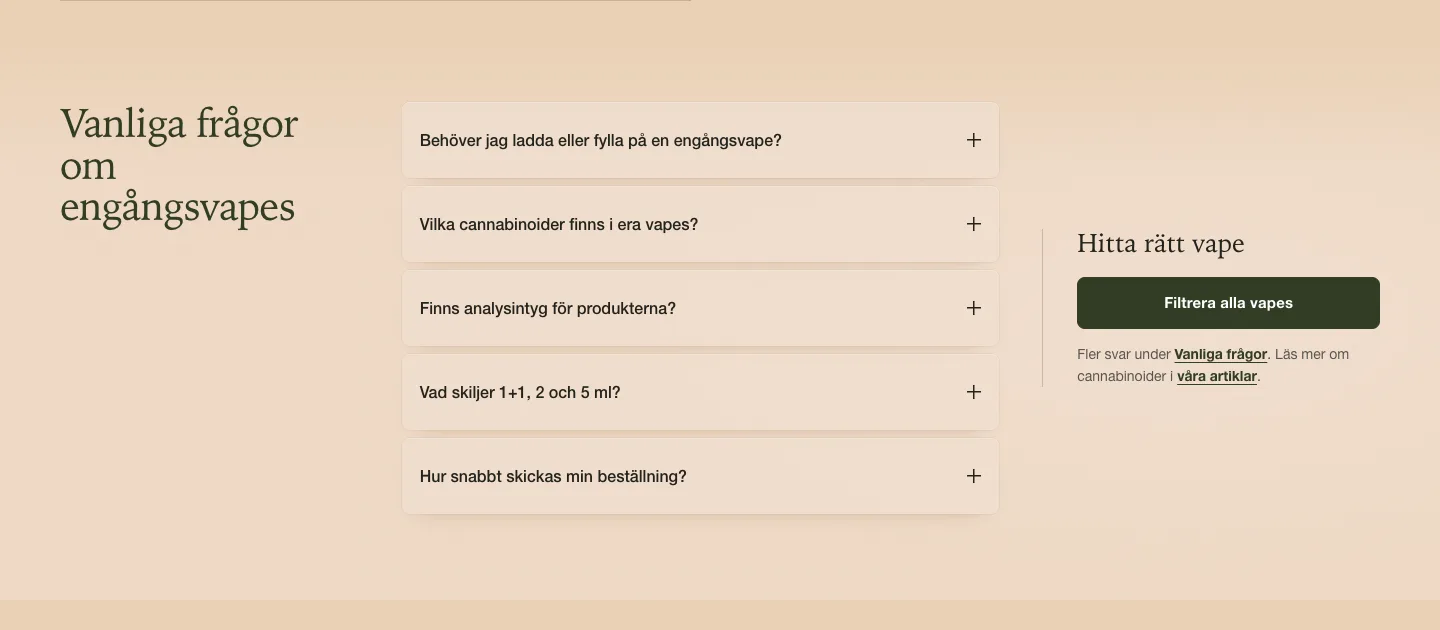 Vanliga frågor
om
engångsvapes
Behöver jag ladda eller fylla på en engångsvape?
Vilka cannabinoider finns i era vapes?
Finns analysintyg för produkterna?
Vad skiljer 1+1, 2 och 5 ml?
Hur snabbt skickas min beställning?
Hitta rätt vape
Filtrera alla vapes
Fler svar under Vanliga frågor. Läs mer om
cannabinoider i våra artiklar.